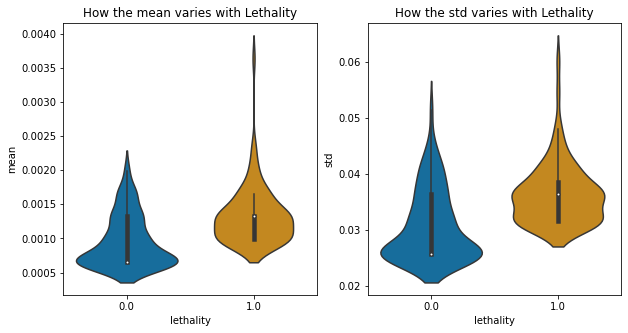 How the mean varies with Lethality
0.0040
0.0035
0.0030
0.0025
0.0020
0.0015
0.0010
0.0005
mean
0.0
1.0
lethality
How the std varies with Lethality
0.06
0.05
0.04
0.03
0.02
std
0.0
1.0
lethality